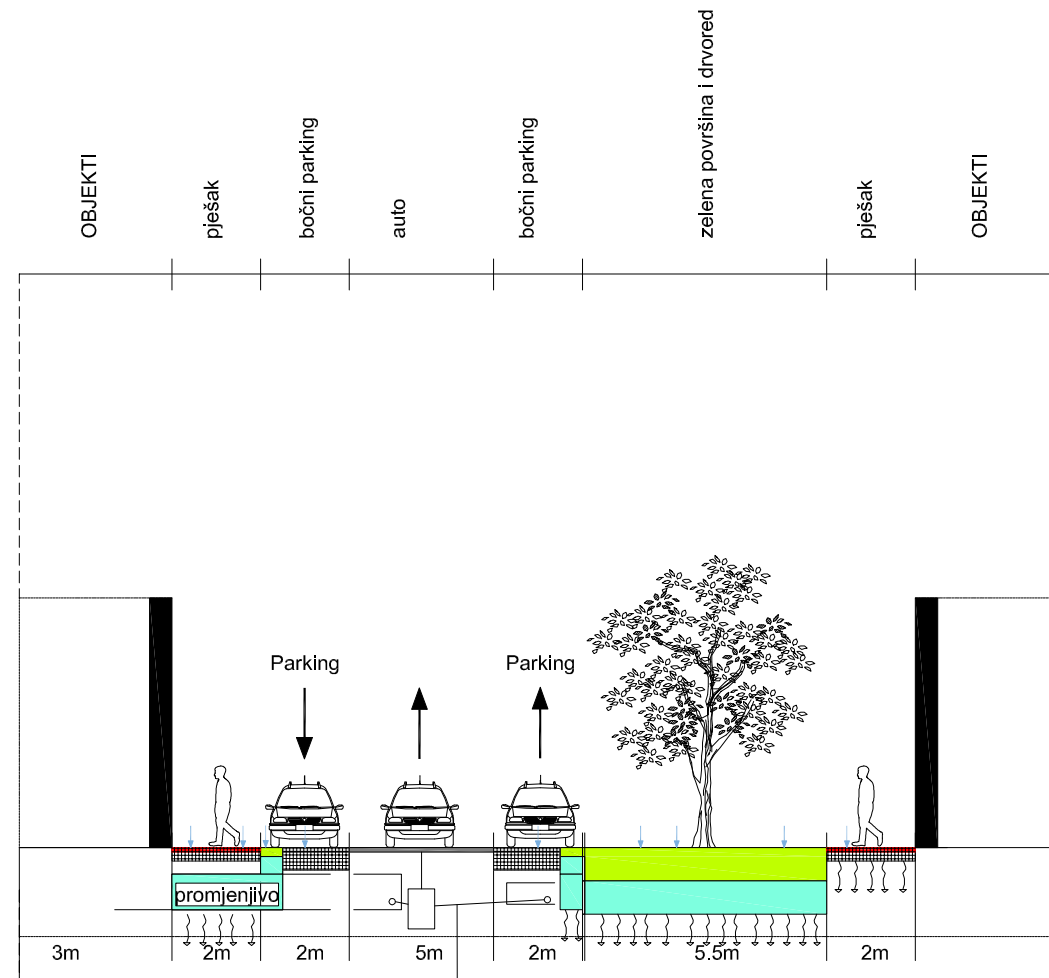 OBJEKTI
pješak
bočni parking
auto
bočni parking
zelena površina i drvored
pješak
OBJEKTI
Parking
Parking
promjenjivo
3m
2m
2m
5m
2m
5.5m
2m